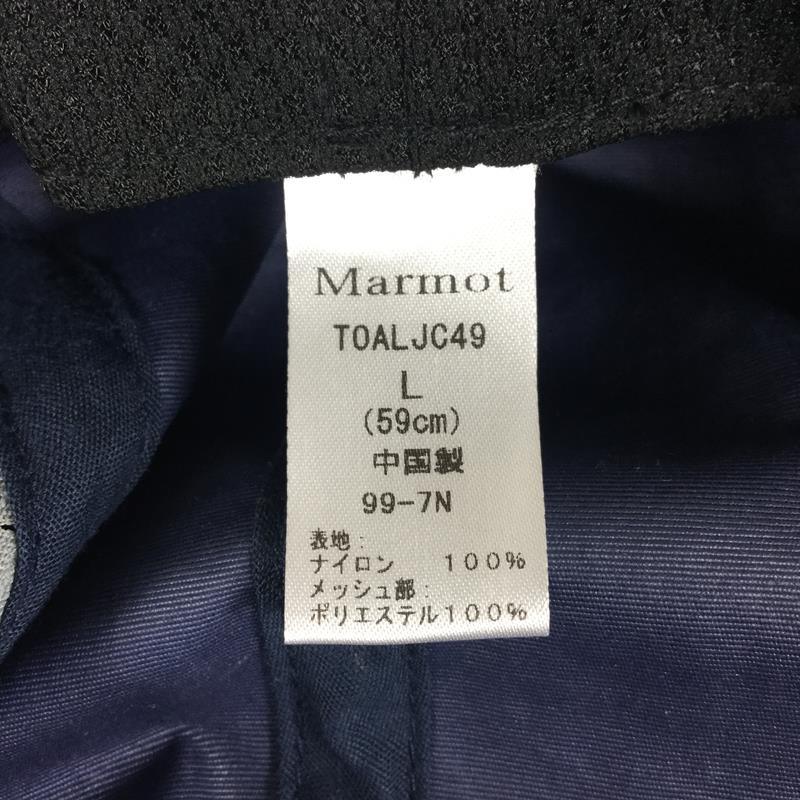 Marmot
TOALJC49
L
(59cm)
中国製
99-7N
表地:
ナイロン 100%
メッシュ部:
ポリエステル100%